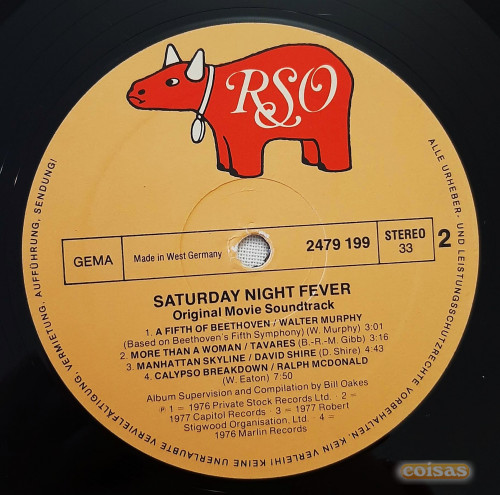 RSO
GEMA
Made in West Germany
2479 199
STEREO
33
2
SATURDAY NIGHT FEVER
Original Movie Soundtrack
1. A FIFTH OF BEETHOVEN / WALTER MURPHY
(Based on Beethoven's Fifth Symphony) (W. Murphy) 3:01
2. MORE THAN A WOMAN / TAVARES (B.-R.-M. Gibb) 3:16
3. MANHATTAN SKYLINE / DAVID SHIRE (D. Shire) 4:43
4. CALYPSO BREAKDOWN / RALPH MCDONALD
(W. Eaton) 7:50
Album Supervision and Compilation by Bill Oakes
℗ 1 = 1976 Private Stock Records Ltd. · 2 =
1977 Capitol Records · 3 = 1977 Robert
Stigwood Organisation, Ltd. · 4 =
1976 Marlin Records
ALLE URHEBER- UND LEISTUNGSSCHUTZRECHTE VORBEHALTEN. KEIN VERLEIH! KEINE UNERLAUBTE VERVIELFÄLTIGUNG, VERMIETUNG, AUFFÜHRUNG, SENDUNG!
coisas